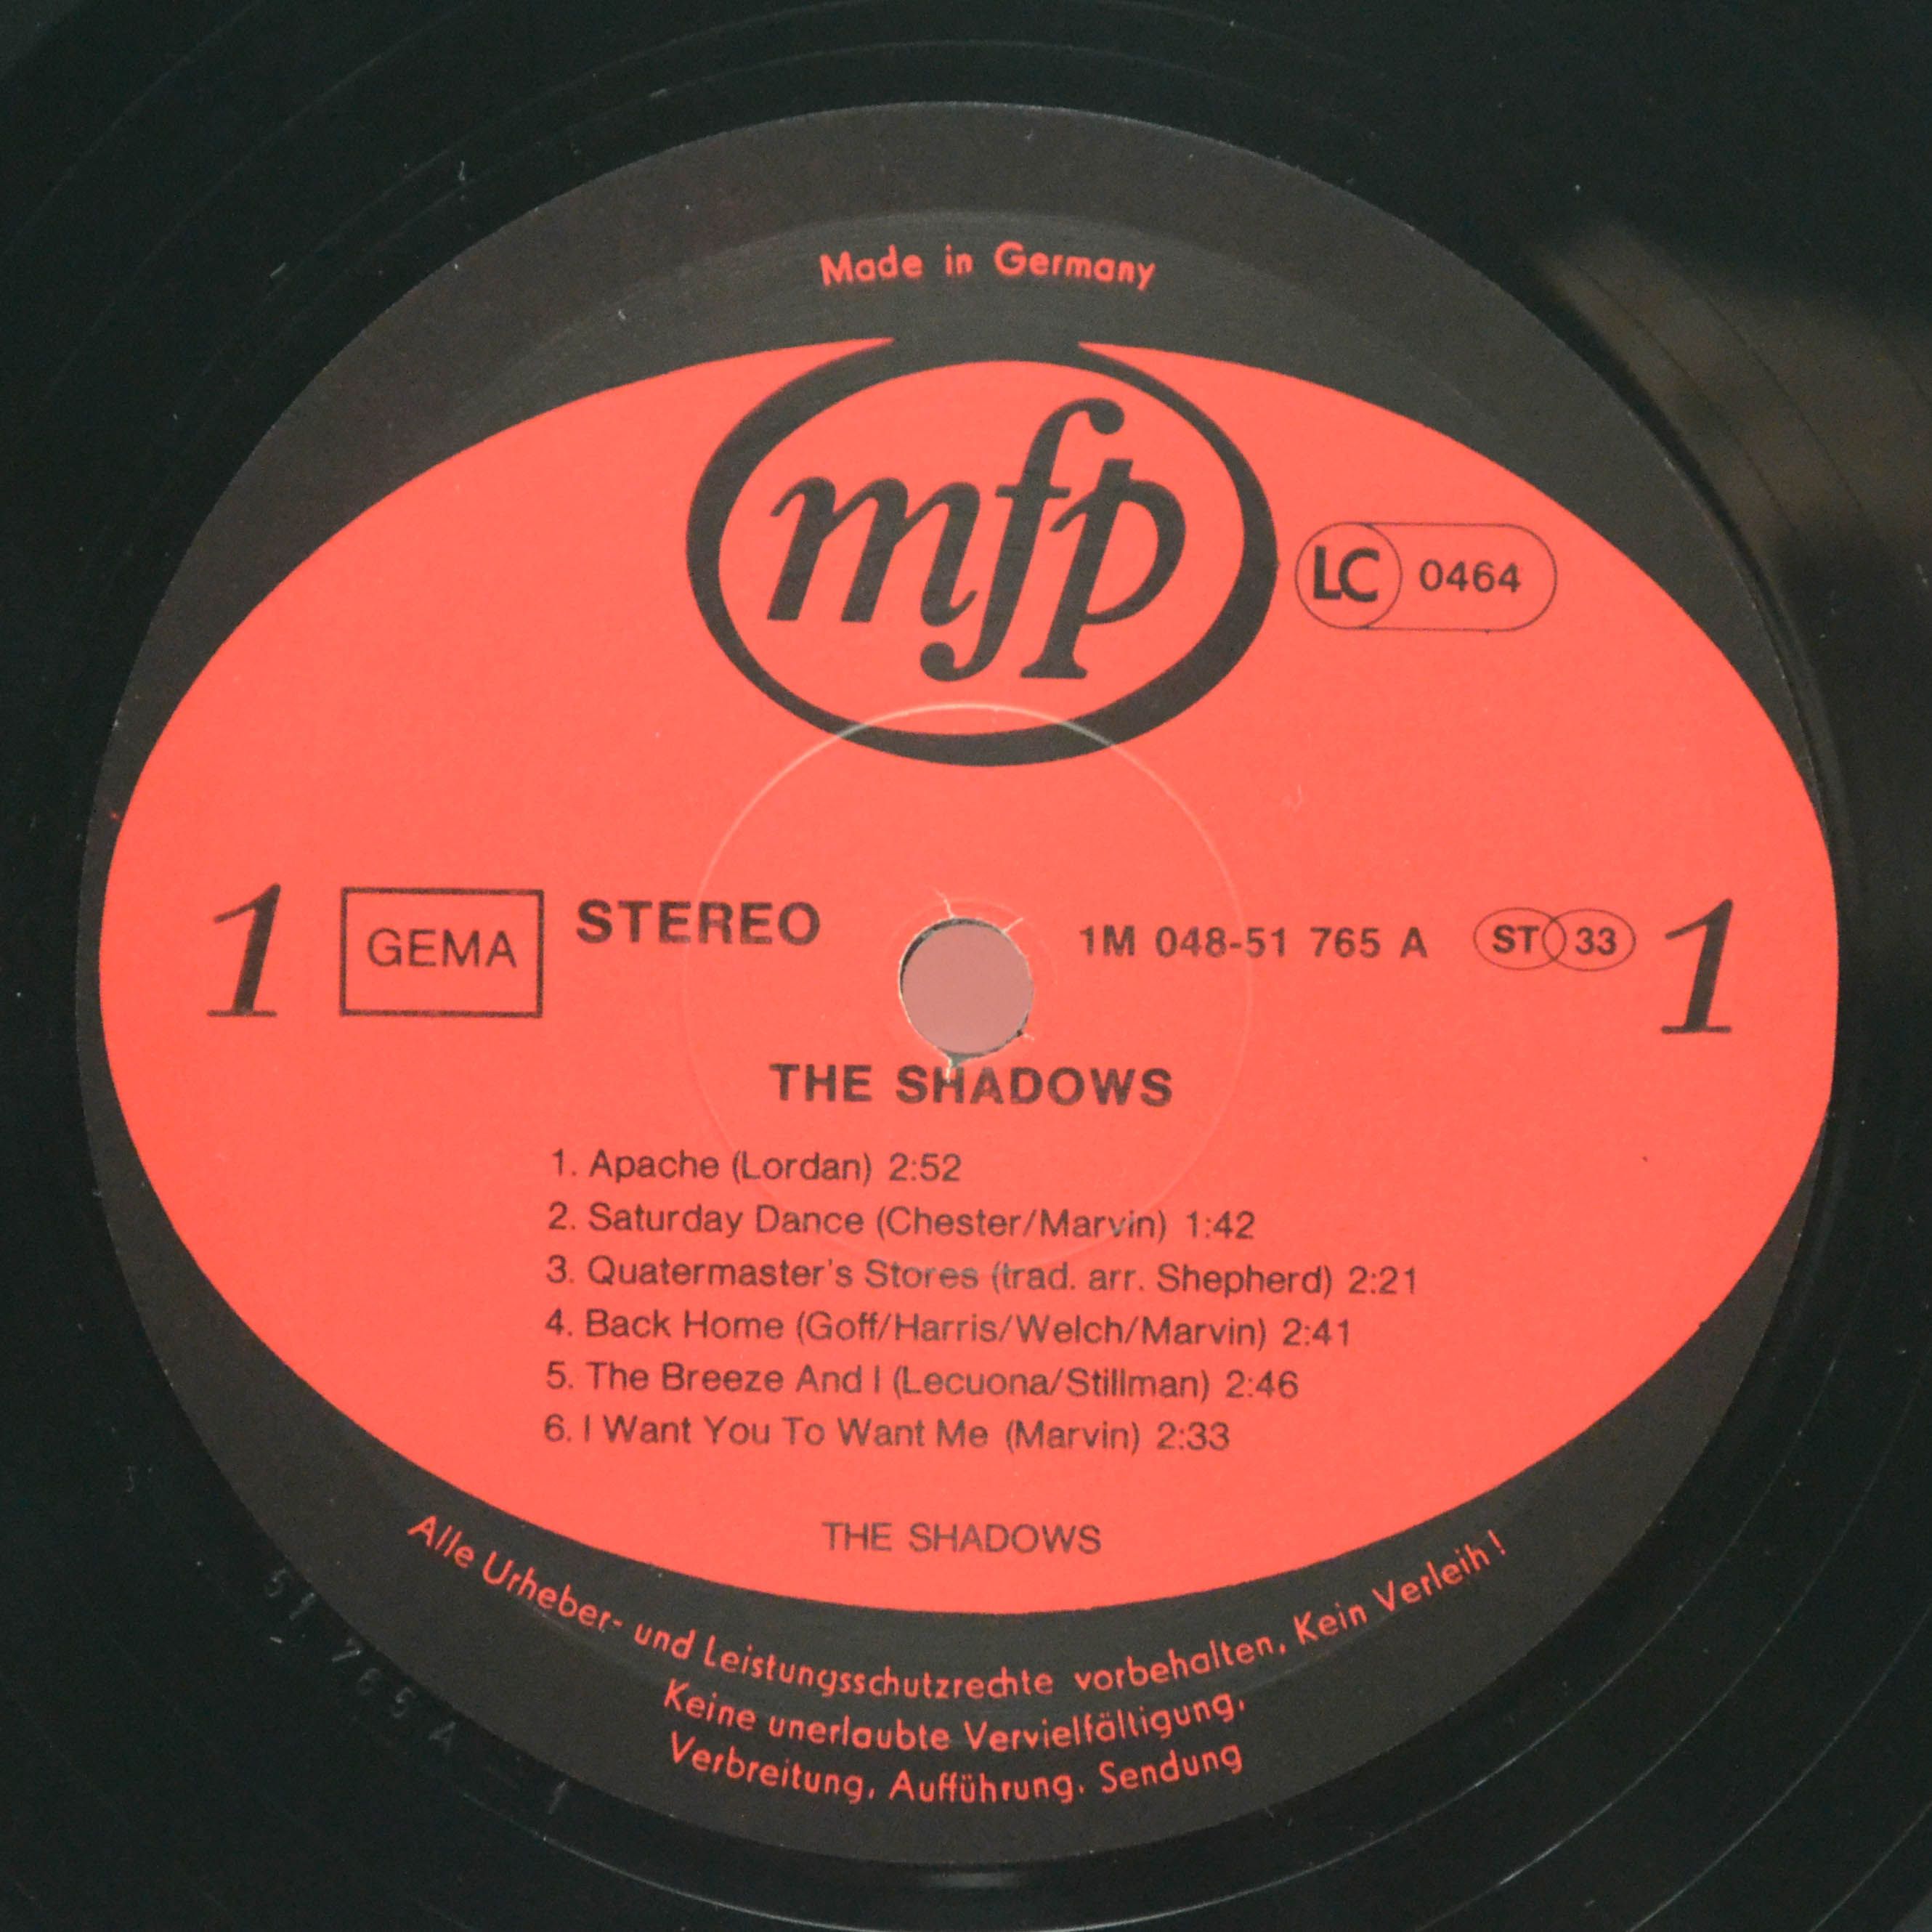 Made in Germany
mfp
LC 0464
1 GEMA STEREO 1M 048-51 765 A ST 33 1
THE SHADOWS
1. Apache (Lordan) 2:52
2. Saturday Dance (Chester/Marvin) 1:42
3. Quatermaster's Stores (trad. arr. Shepherd) 2:21
4. Back Home (Goff/Harris/Welch/Marvin) 2:41
5. The Breeze And I (Lecuona/Stillman) 2:46
6. I Want You To Want Me (Marvin) 2:33
THE SHADOWS
Alle Urheber- und Leistungsschutzrechte vorbehalten, Kein Verleih!
Keine unerlaubte Vervielfältigung,
Verbreitung, Aufführung, Sendung
51 765 A 1